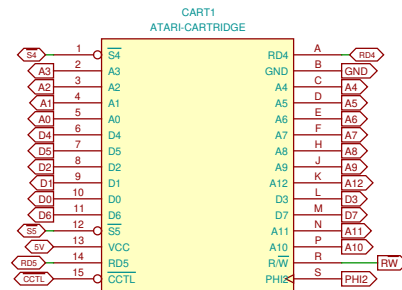 CART1
ATARI-CARTRIDGE
S4 1 S4 RD4 A RD4
A3 2 A3 GND B GND
A2 3 A2 A4 C A4
A1 4 A1 A5 D A5
A0 5 A0 A6 E A6
D4 6 D4 A7 F A7
D5 7 D5 A8 H A8
D2 8 D2 A9 J A9
D1 9 D1 A12 K A12
D0 10 D0 D3 L D3
D6 11 D6 D7 M D7
S5 12 S5 A11 N A11
5V 13 VCC A10 P A10
RD5 14 RD5 R/W R RW
CCTL 15 CCTL PHI2 S PHI2